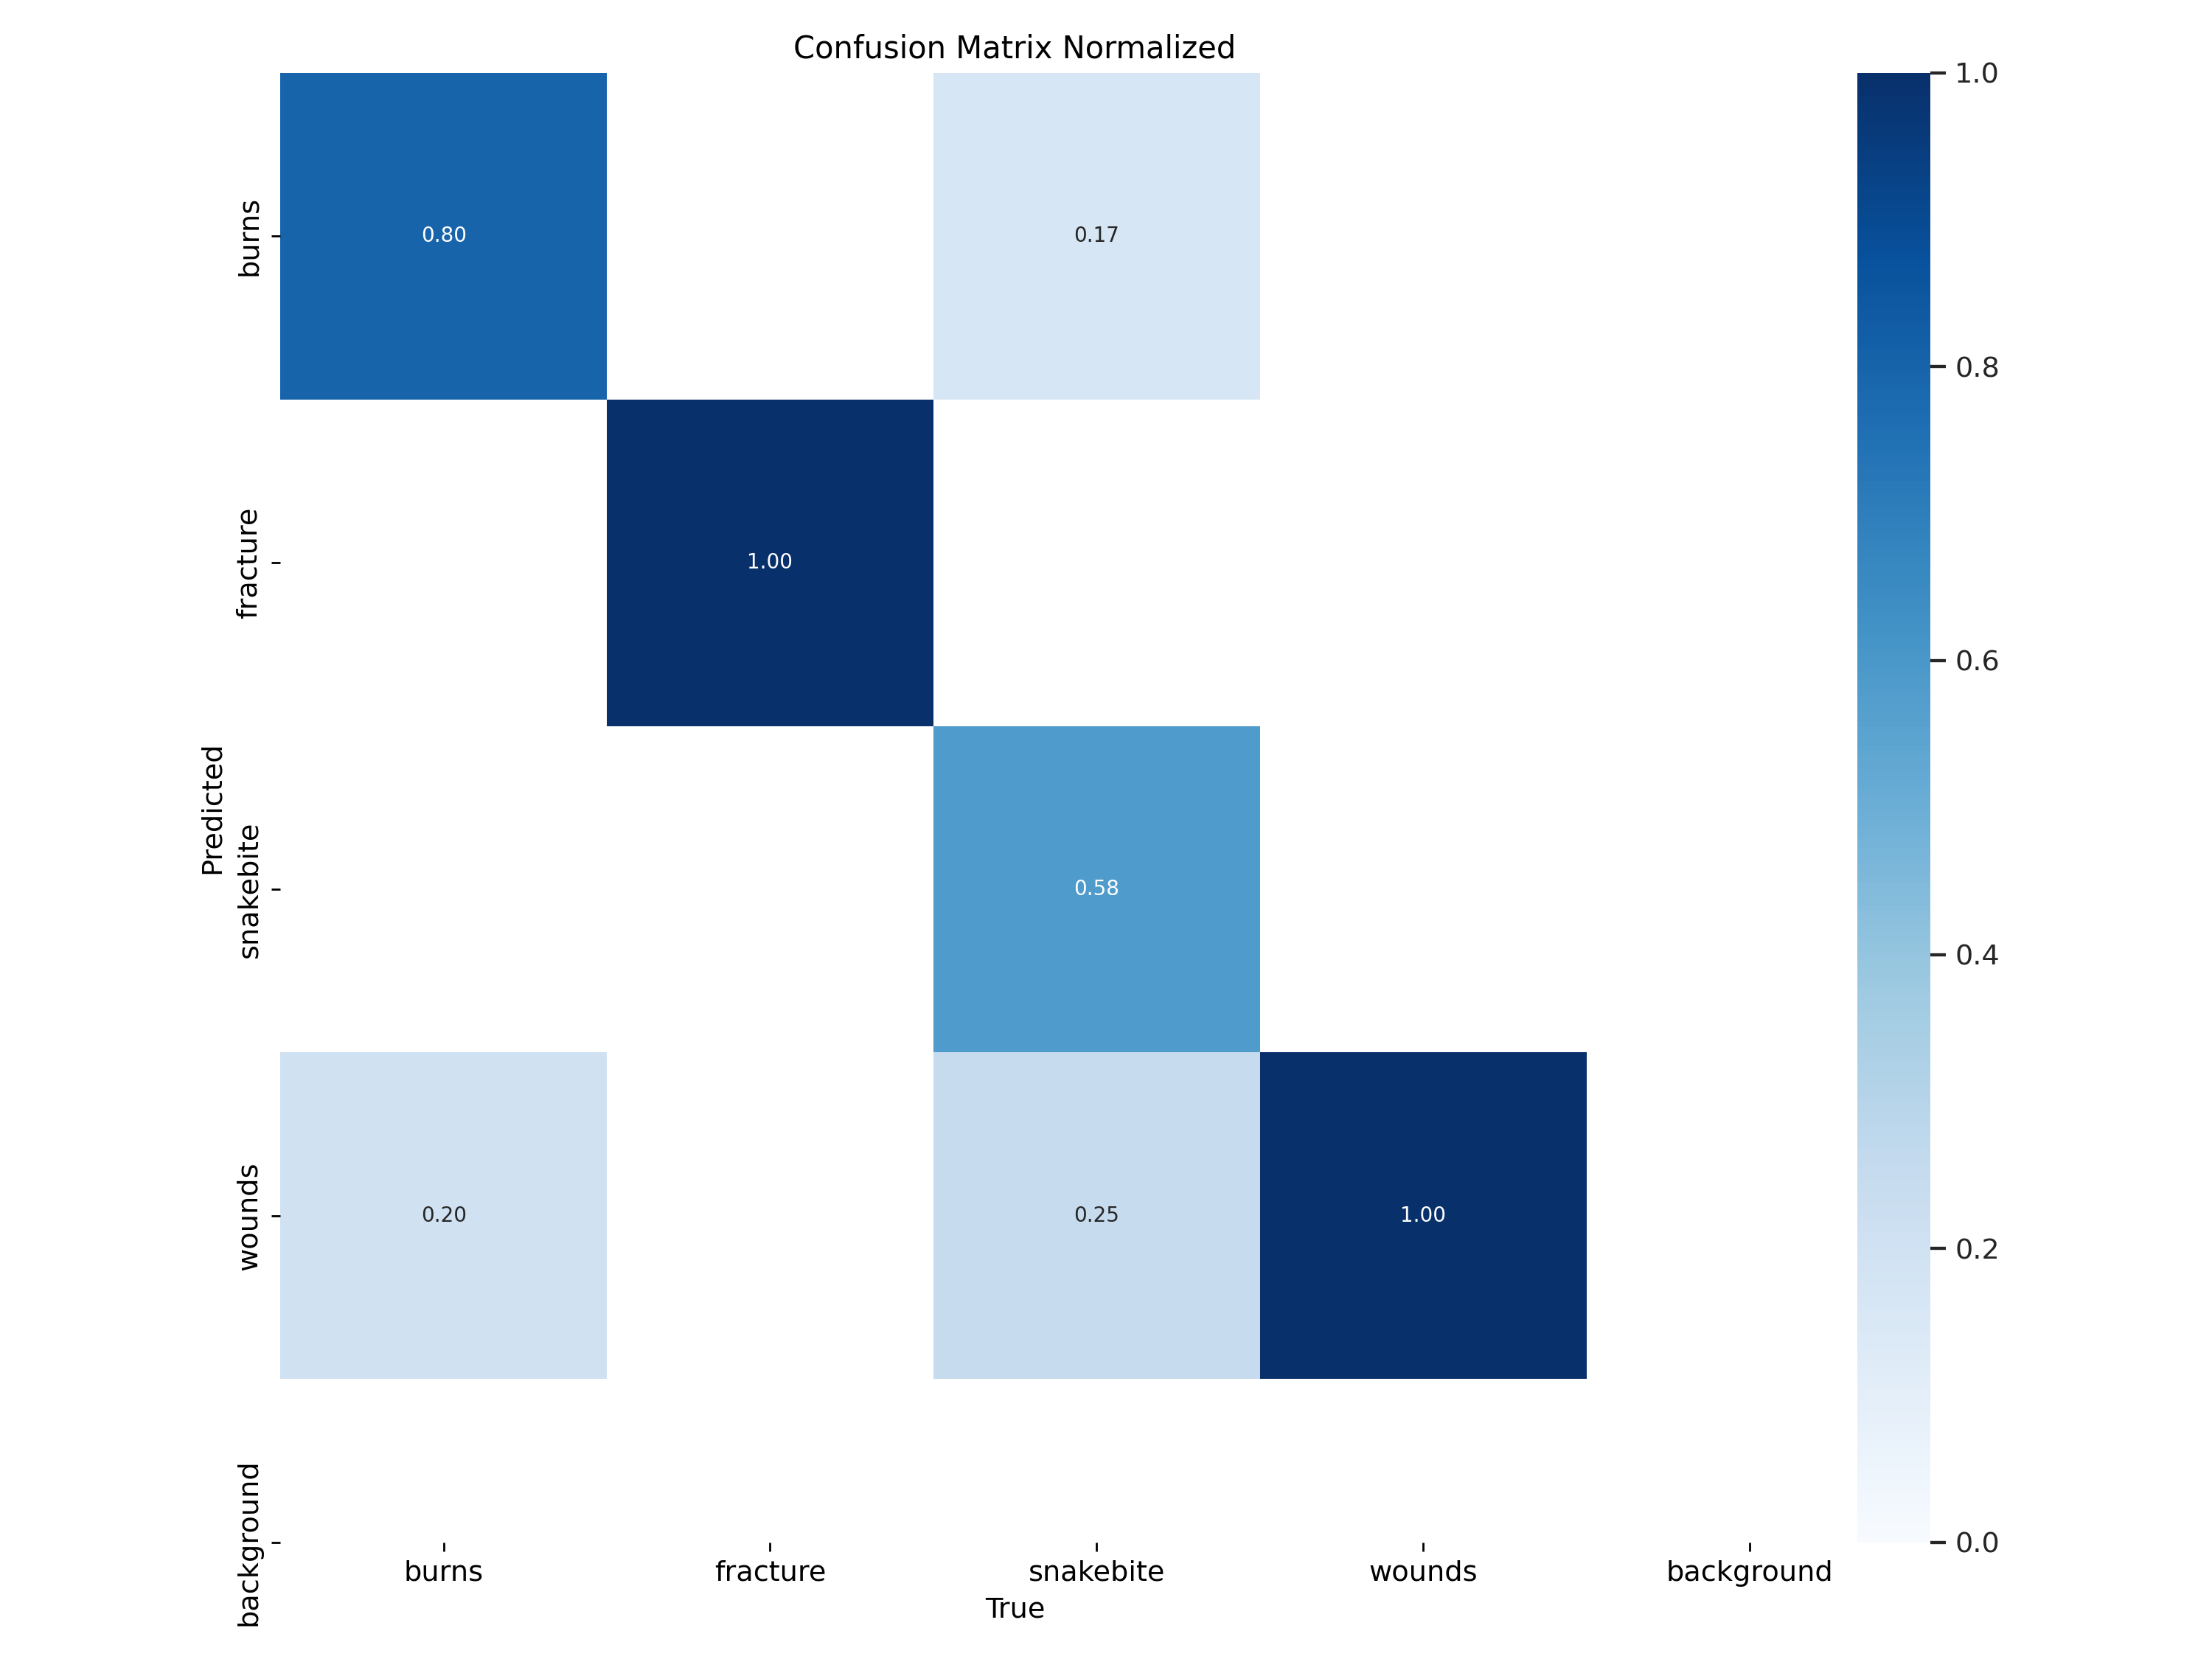 Confusion Matrix Normalized
burns
fracture
snakebite
wounds
background
Predicted
0.80
0.17
1.00
0.58
0.20
0.25
1.00
burns
fracture
snakebite
wounds
background
True
1.0
0.8
0.6
0.4
0.2
0.0